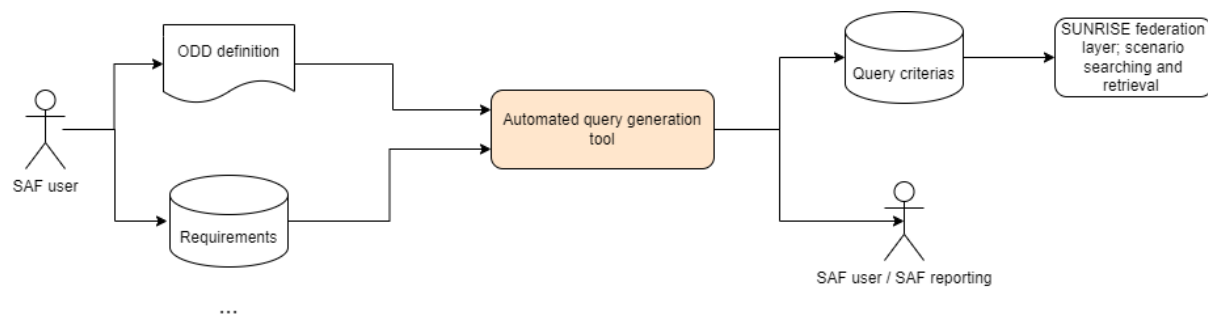 ODD definition
SAF user
Requirements
...
Automated query generation
tool
Query criterias
SUNRISE federation
layer; scenario
searching and
retrieval
SAF user / SAF reporting